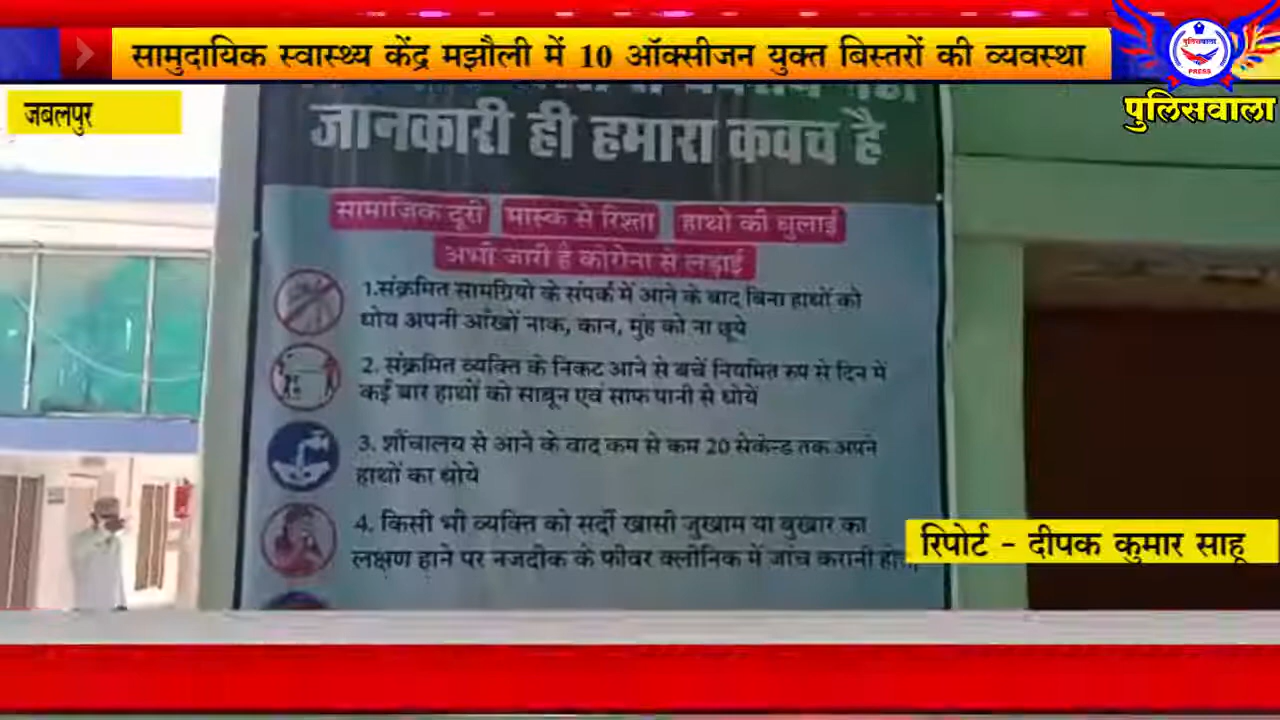 सामुदायिक स्वास्थ्य केंद्र मझौली में 10 ऑक्सीजन युक्त बिस्तरों की व्यवस्था
पुलिसवाला
PRESS
पुलिसवाला
जबलपुर
जानकारी ही हमारा कवच है
सामाजिक दूरी मास्क से रिश्ता हाथों की धुलाई
अभी जारी है कोरोना से लड़ाई
1.संक्रमित सामग्रियो के संपर्क में आने के बाद बिना हाथों को
धोय अपनी आँखों नाक, कान, मुंह को ना छूये
2. संक्रमित व्यक्ति के निकट आने से बचें नियमित रुप से दिन में
कई बार हाथों को साबून एवं साफ पानी से धोयें
3. शौचालय से आने के बाद कम से कम 20 सेकेन्ड तक अपने
हाथों का धोये
4. किसी भी व्यक्ति को सर्दी खासी जुखाम या बुखार का
लक्षण होने पर नजदीक के फीवर क्लीनिक में जांच करानी
रिपोर्ट - दीपक कुमार साहू